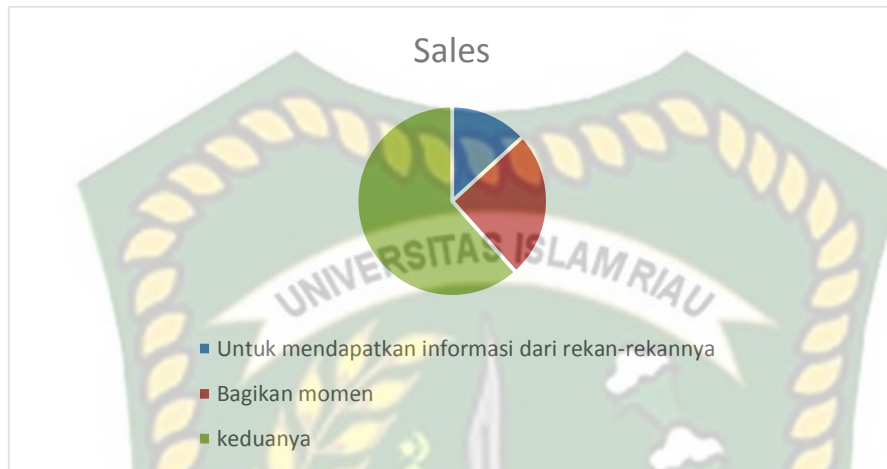 Sales
UNIVERSITAS ISLAM RIAU
Untuk mendapatkan informasi dari rekan-rekannya
Bagikan momen
keduanya